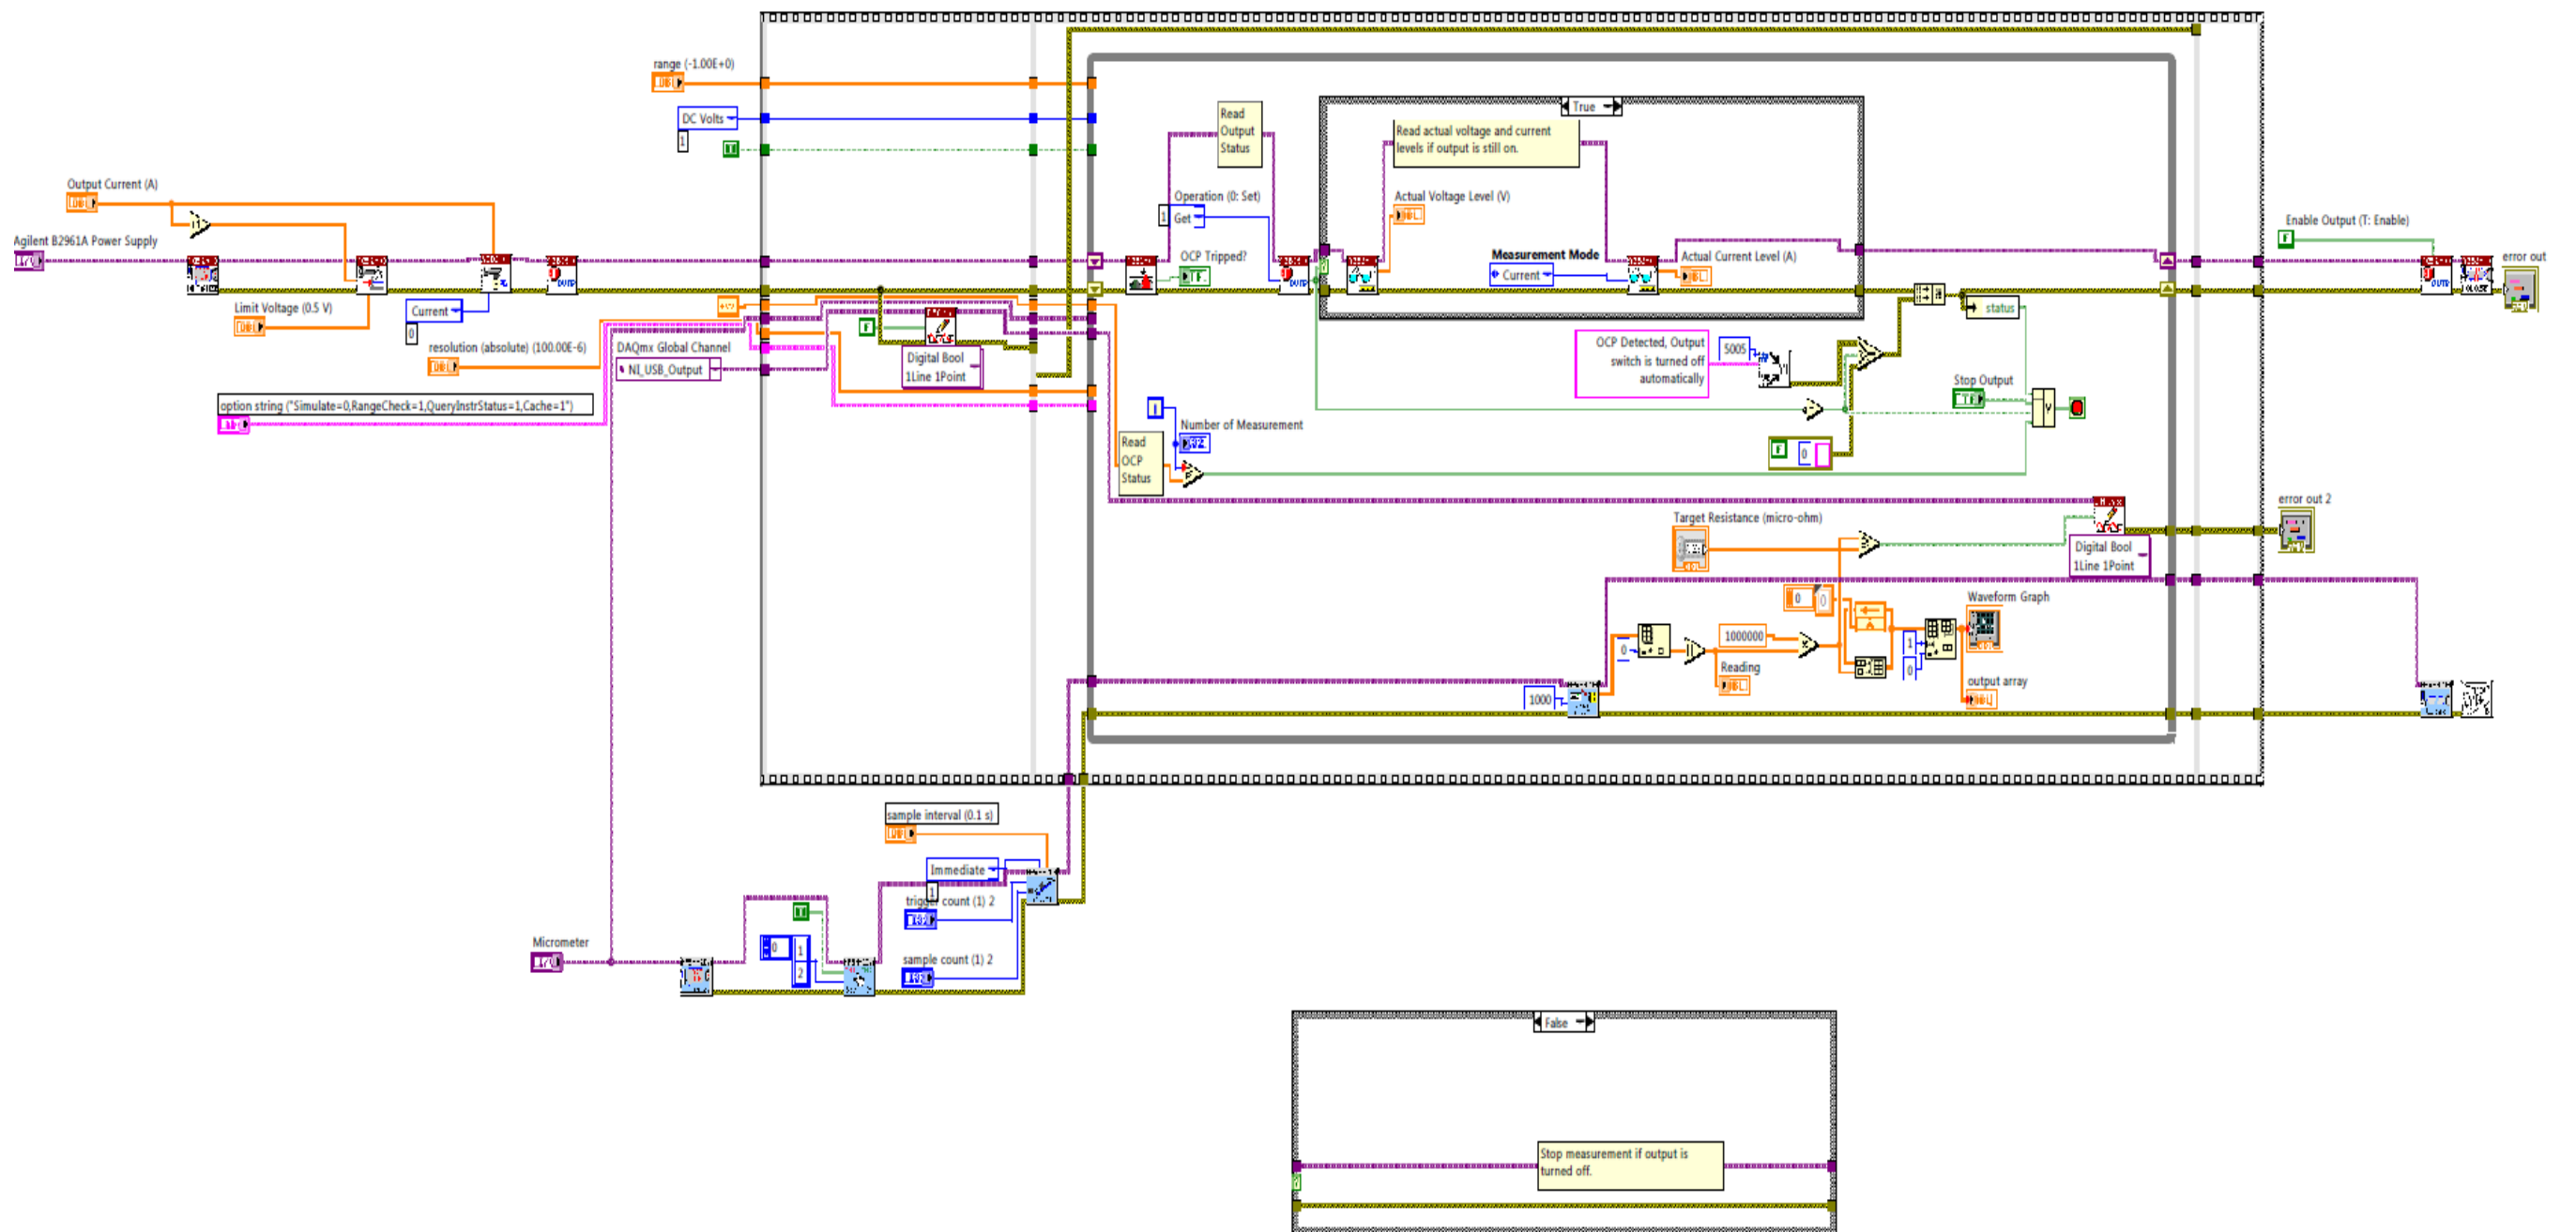 range (-1.00E+0)
DC Volts
1
Output Current (A)
Agilent B2961A Power Supply
Limit Voltage (0.5 V)
Current
0
resolution (absolute) (100.00E-6)
option string ("Simulate=0,RangeCheck=1,QueryInstrStatus=1,Cache=1")
DAQmx Global Channel
NI_USB_Output
F
Digital Bool
1Line 1Point
Read
Output
Status
Operation (0: Set)
1
Get
OCP Tripped?
True
Read actual voltage and current
levels if output is still on.
Actual Voltage Level (V)
Measurement Mode
Current
Actual Current Level (A)
status
OCP Detected, Output
switch is turned off
automatically
5005
Stop Output
F
0
Number of Measurement
Read
OCP
Status
Enable Output (T: Enable)
F
error out
error out 2
Target Resistance (micro-ohm)
Digital Bool
1Line 1Point
0
0
Waveform Graph
1000000
0
Reading
1
0
output array
1000
sample interval (0.1 s)
Immediate
1
trigger count (1) 2
sample count (1) 2
Micrometer
0
1
2
False
Stop measurement if output is
turned off.